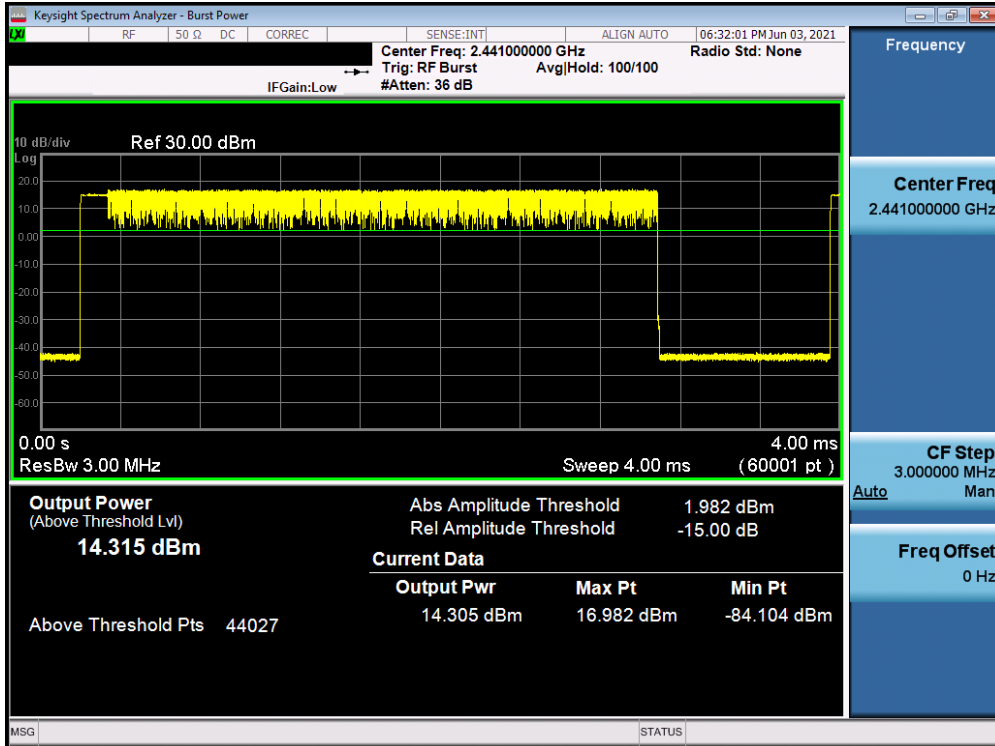 Keysight Spectrum Analyzer - Burst Power
LXI RF 50 Ω DC CORREC SENSE:INT ALIGN AUTO 06:32:01 PM Jun 03, 2021
Center Freq: 2.441000000 GHz Radio Std: None
Trig: RF Burst Avg|Hold: 100/100
IFGain:Low #Atten: 36 dB
Frequency
10 dB/div Ref 30.00 dBm
Log
20.0
10.0
0.00
-10.0
-20.0
-30.0
-40.0
-50.0
-60.0
0.00 s 4.00 ms
ResBw 3.00 MHz Sweep 4.00 ms (60001 pt)
Center Freq
2.441000000 GHz
CF Step
3.000000 MHz
Auto Man
Freq Offset
0 Hz
Output Power
(Above Threshold Lvl)
14.315 dBm
Above Threshold Pts 44027
Abs Amplitude Threshold 1.982 dBm
Rel Amplitude Threshold -15.00 dB
Current Data
Output Pwr Max Pt Min Pt
14.305 dBm 16.982 dBm -84.104 dBm
MSG STATUS